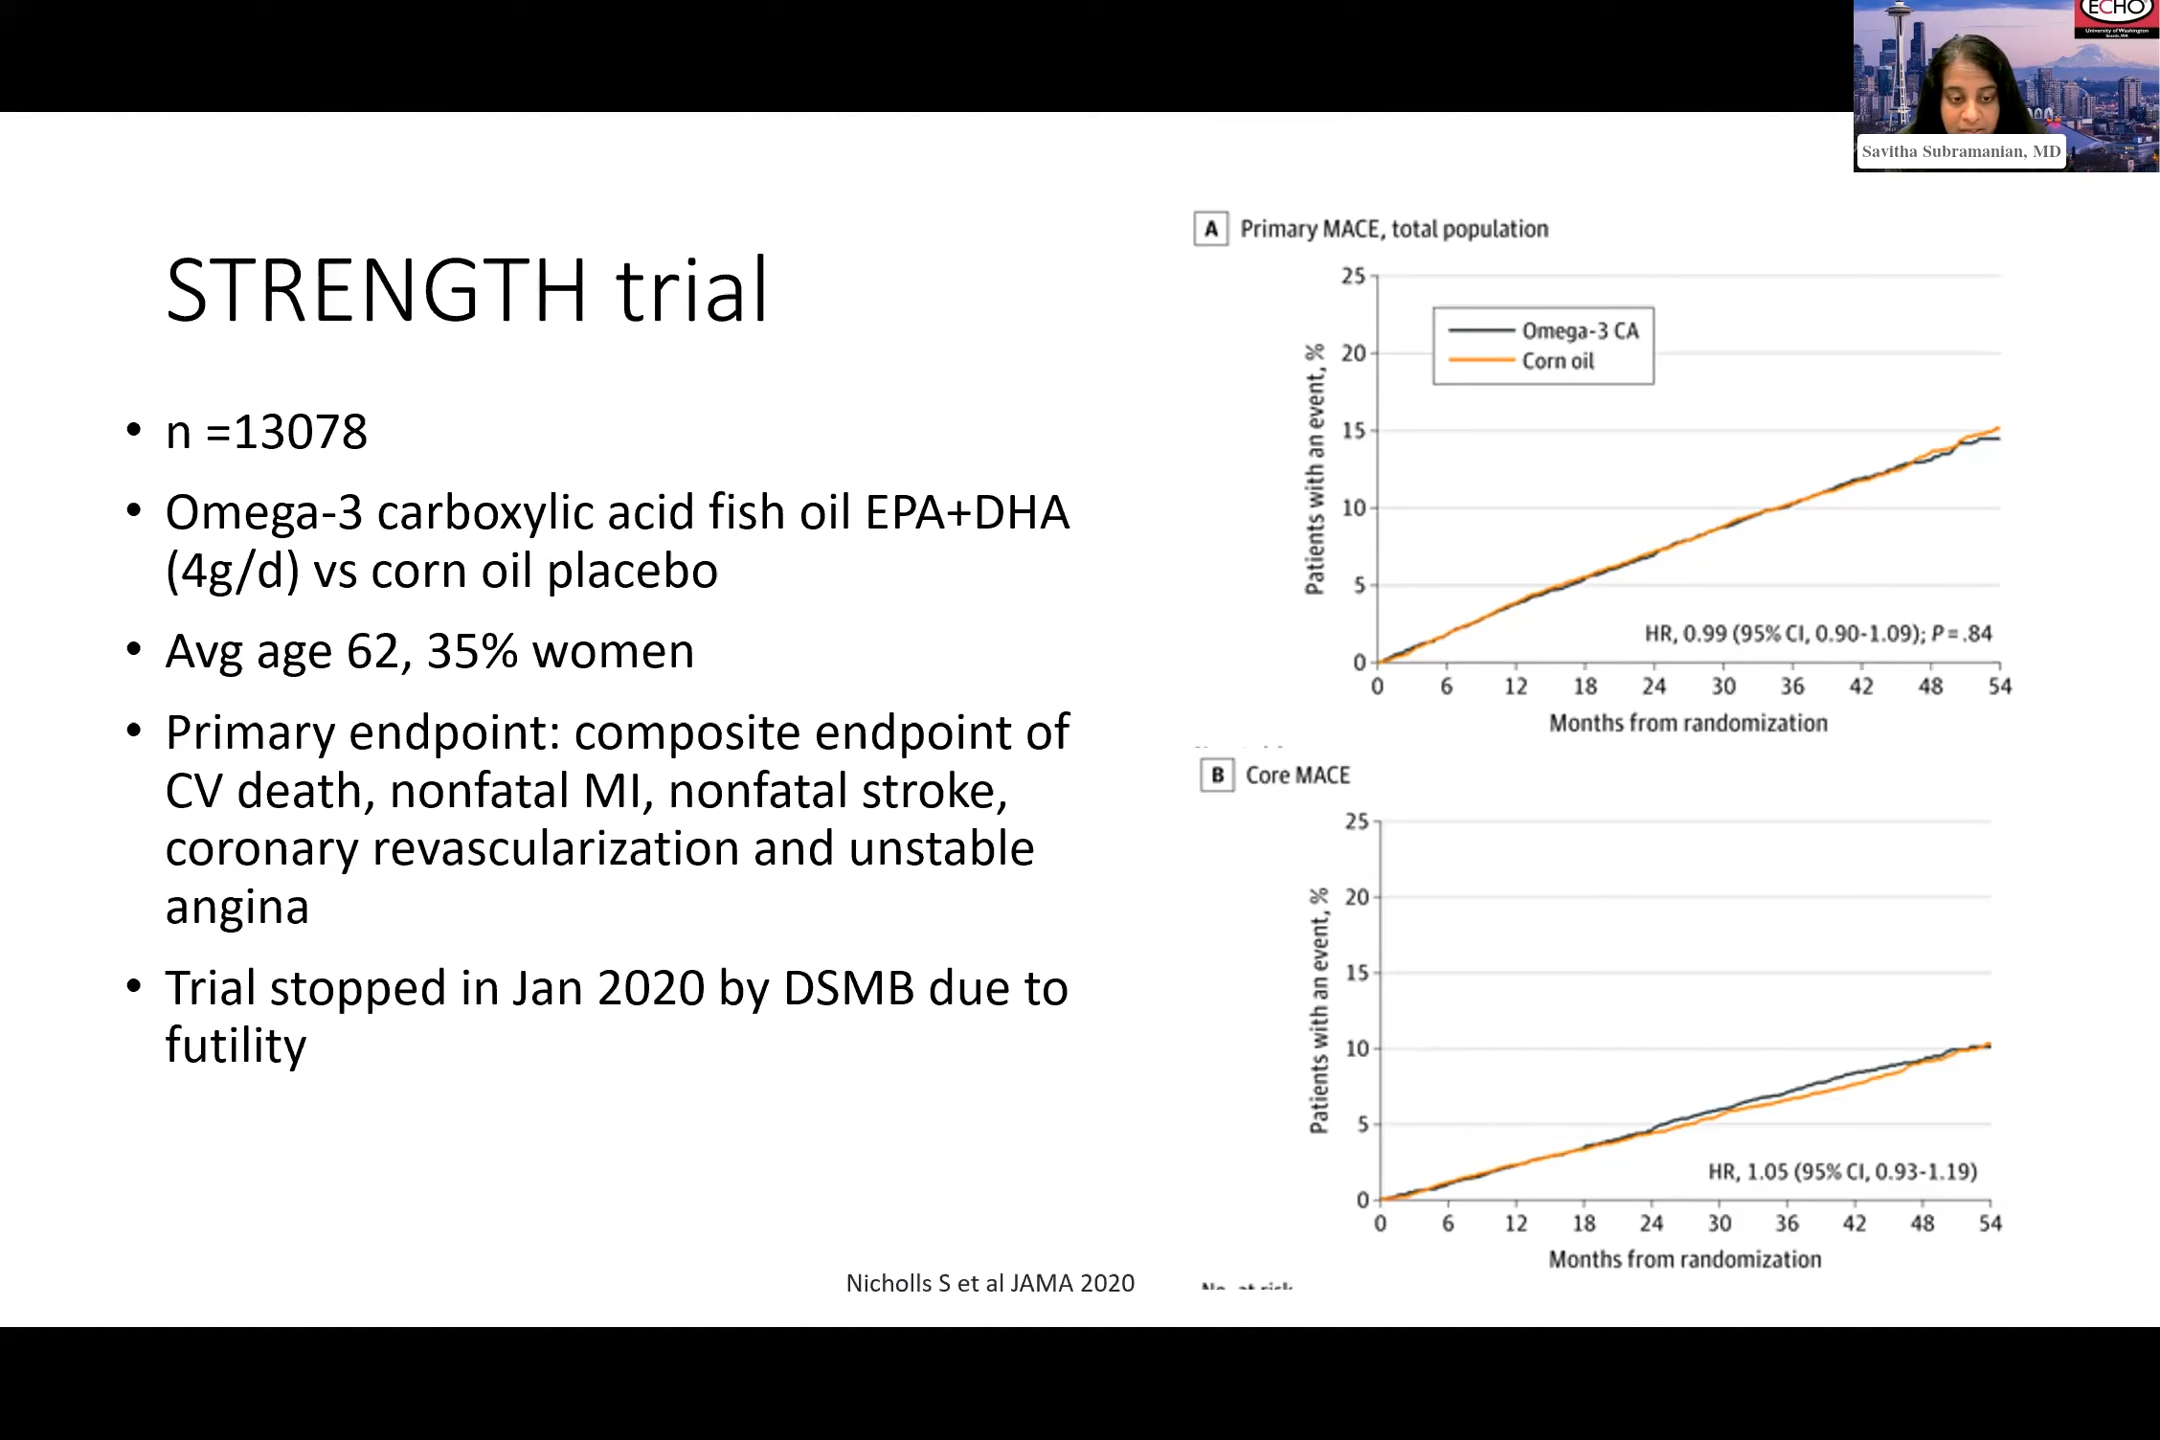 ECHO
University of Washington
Seattle, WA
Savitha Subramanian, MD
STRENGTH trial
• n =13078
• Omega-3 carboxylic acid fish oil EPA+DHA
(4g/d) vs corn oil placebo
• Avg age 62, 35% women
• Primary endpoint: composite endpoint of
CV death, nonfatal MI, nonfatal stroke,
coronary revascularization and unstable
angina
• Trial stopped in Jan 2020 by DSMB due to
futility
Nicholls S et al JAMA 2020
A Primary MACE, total population
25
20
15
10
5
0
Patients with an event, %
Omega-3 CA
Corn oil
HR, 0.99 (95% CI, 0.90-1.09); P = .84
0 6 12 18 24 30 36 42 48 54
Months from randomization
B Core MACE
25
20
15
10
5
0
Patients with an event, %
HR, 1.05 (95% CI, 0.93-1.19)
0 6 12 18 24 30 36 42 48 54
Months from randomization